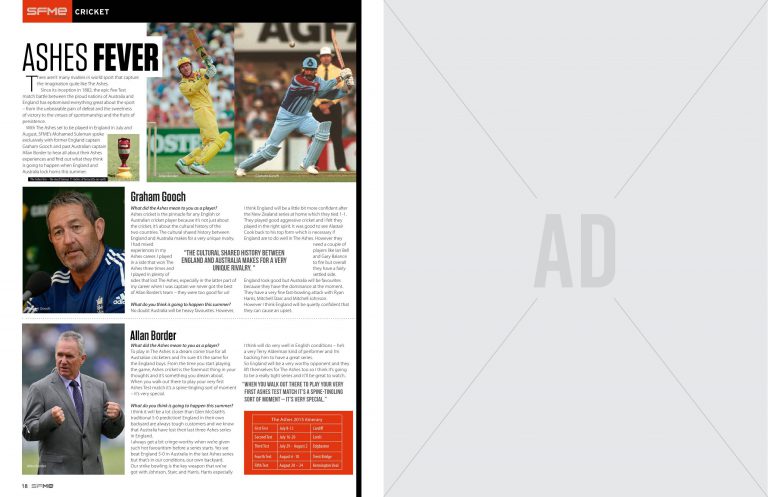 SFME CRICKET
ASHES FEVER
There aren't many rivalries in world sport that capture
the imagination quite like The Ashes.
Since its inception in 1882, the epic five Test
match battle between the proud nations of Australia and
England has epitomised everything great about the sport
– from the unbearable pain of defeat and the sweetness
of victory to the virtues of sportsmanship and the fruits of
persistence.
With The Ashes set to be played in England in July and
August, SFME's Mohamed Suleman spoke
exclusively with former England captain
Graham Gooch and past Australian captain
Allan Border to hear all about their Ashes
experiences and find out what they think
is going to happen when England and
Australia lock horns this summer.
Allan Border
Graham Gooch
Graham Gooch
Graham Gooch
What did the Ashes mean to you as a player?
Ashes cricket is the pinnacle for any English or
Australian cricket player because it's not just about
the cricket, it's about the cultural history of the
two countries. The cultural shared history between
England and Australia makes for a very unique rivalry.
I had mixed
experiences in my
Ashes career. I played
in a side that won The
Ashes three times and
I played in plenty of
sides that lost The Ashes, especially in the latter part of
my career when I was captain we never got the best
of Allan Border's team – they were too good for us!
What do you think is going to happen this summer?
No doubt Australia will be heavy favourites. However,
"THE CULTURAL SHARED HISTORY BETWEEN
ENGLAND AND AUSTRALIA MAKES FOR A VERY
UNIQUE RIVALRY. "
I think England will be a little bit more confident after
the New Zealand series at home which they tied 1-1.
They played good aggressive cricket and I felt they
played in the right spirit. It was good to see Alastair
Cook back to his top form which is necessary if
England are to do well in The Ashes. However they
need a couple of
players like Ian Bell
and Gary Ballance
to fire but overall
they have a fairly
settled side.
England look good but Australia will be favourites
because they have the dominance at the moment.
They have a very fine fast-bowling attack with Ryan
Harris, Mitchell Starc and Mitchell Johnson.
However I think England will be quietly confident that
they can cause an upset.
Allan Border
Allan Border
What did the Ashes mean to you as a player?
To play in The Ashes is a dream come true for all
Australian cricketers and I'm sure it's the same for
the England boys. From the time you start playing
the game, Ashes cricket is the foremost thing in your
thoughts and it's something you dream about.
When you walk out there to play your very first
Ashes Test match it's a spine-tingling sort of moment
– it's very special.
What do you think is going to happen this summer?
I think it will be a lot closer than Glen McGrath's
traditional 5-0 prediction! England in their own
backyard are always tough customers and we know
that Australia have lost their last three Ashes series
in England.
I always get a bit cringe worthy when we're given
such hot favouritism before a series starts. Yes we
beat England 5-0 in Australia in the last Ashes series
but that's in our conditions, our own backyard.
Our strike bowling is the key weapon that we've
got with Johnson, Starc and Harris. Harris especially
I think will do very well in English conditions – he's
a very Terry Alderman kind of performer and I'm
backing him to have a great series.
So England will be a very worthy opponent and they
lift themselves for The Ashes too so I think it's going
to be a really tight series and it'll be great to watch.
"WHEN YOU WALK OUT THERE TO PLAY YOUR VERY
FIRST ASHES TEST MATCH IT'S A SPINE-TINGLING
SORT OF MOMENT – IT'S VERY SPECIAL."
The Ashes 2015 Itinerary
First Test July 8-12 Cardiff
Second Test July 16-20 Lords
Third Test July 29 - August 2 Edgbaston
Fourth Test August 6-10 Trent Bridge
Fifth Test August 20 - 24 Kennington Oval
18 SFME
AD